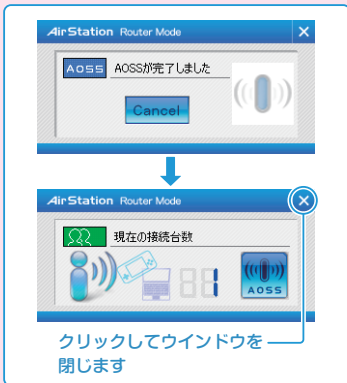 AirStation Router Mode
AOSS AOSSが完了しました
Cancel
AirStation Router Mode
現在の接続台数
1
AOSS
クリックしてウインドウを
閉じます